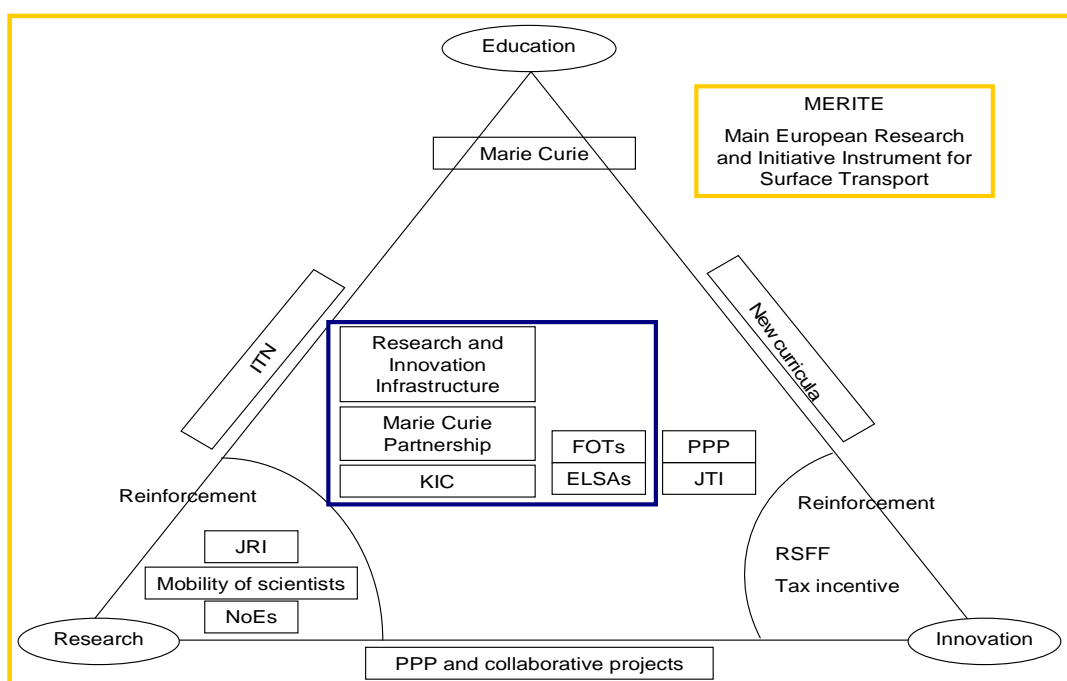 Education
MERITE
Main European Research
and Initiative Instrument for
Surface Transport
Marie Curie
ITN
New curricula
Research and
Innovation
Infrastructure
Marie Curie
Partnership
KIC
FOTs
ELSAs
PPP
JTI
Reinforcement
JRI
Mobility of scientists
NoEs
Reinforcement
RSFF
Tax incentive
Research
Innovation
PPP and collaborative projects